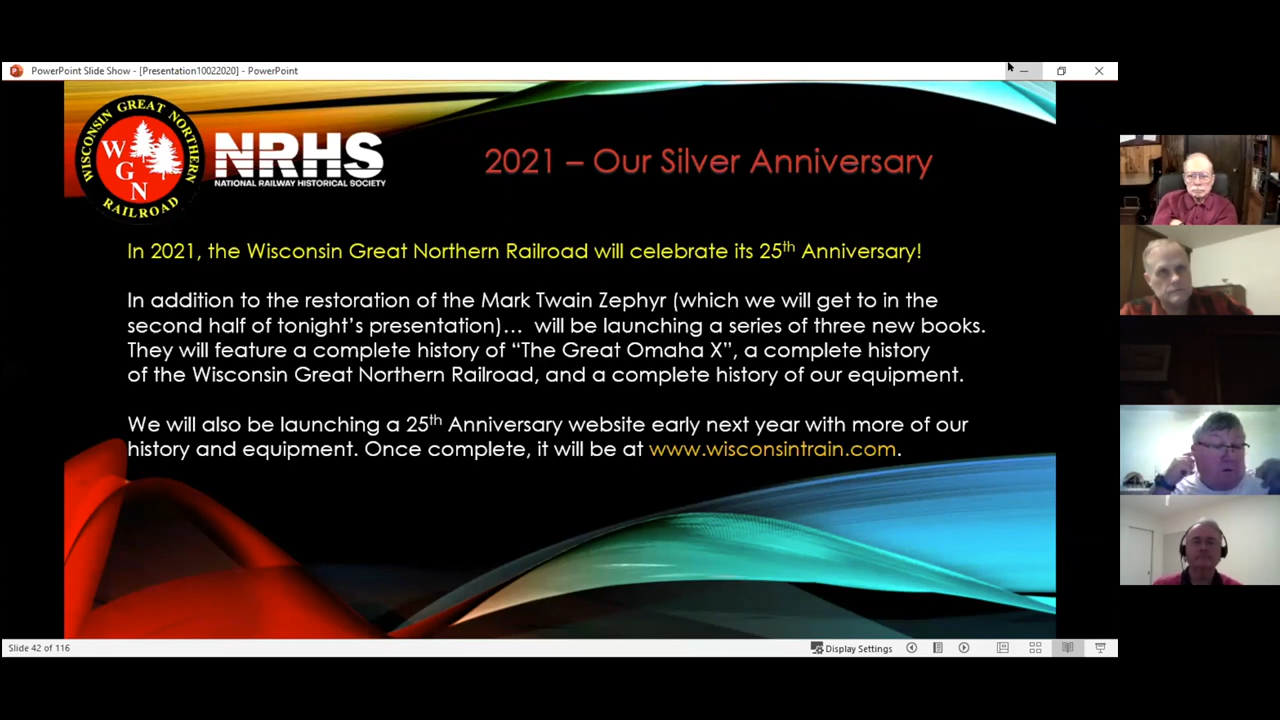 PowerPoint Slide Show - [Presentation10022020] - PowerPoint
WISCONSIN GREAT NORTHERN
WGN
RAILROAD
NRHS
NATIONAL RAILWAY HISTORICAL SOCIETY
2021 – Our Silver Anniversary
In 2021, the Wisconsin Great Northern Railroad will celebrate its 25th Anniversary!
In addition to the restoration of the Mark Twain Zephyr (which we will get to in the
second half of tonight's presentation)... will be launching a series of three new books.
They will feature a complete history of “The Great Omaha X”, a complete history
of the Wisconsin Great Northern Railroad, and a complete history of our equipment.
We will also be launching a 25th Anniversary website early next year with more of our
history and equipment. Once complete, it will be at www.wisconsintrain.com.
Slide 42 of 116
Display Settings